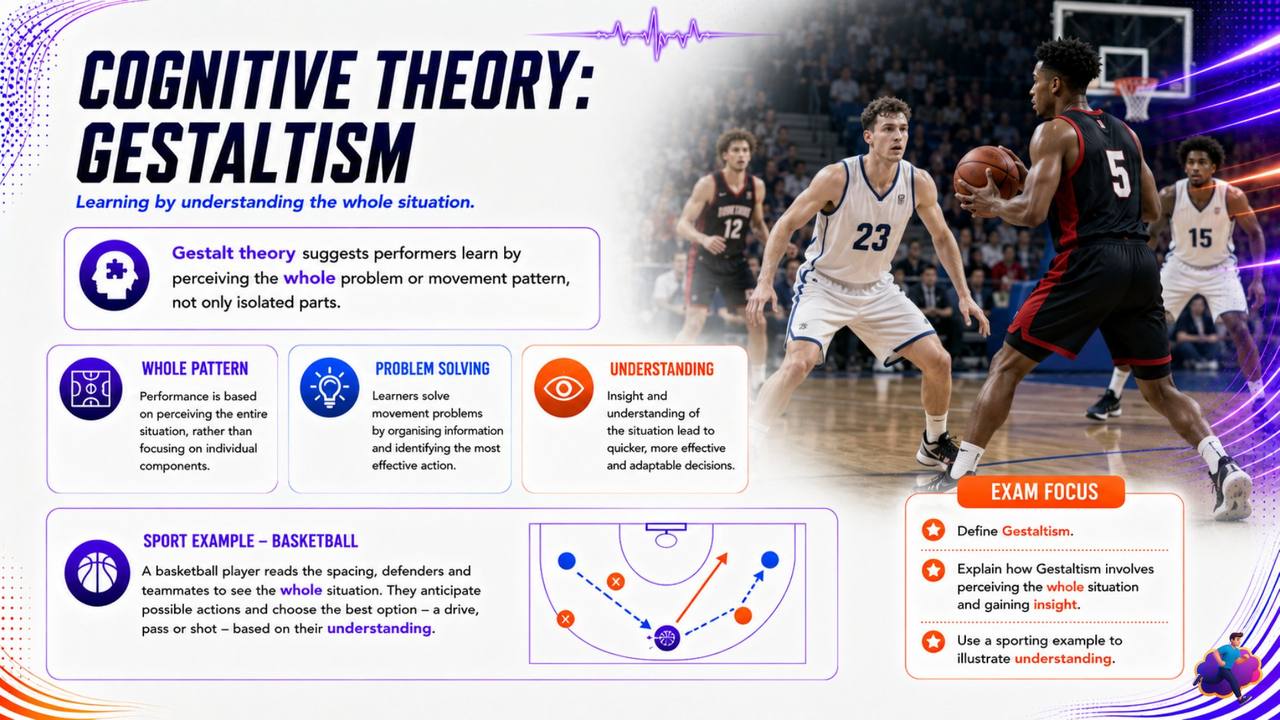 COGNITIVE THEORY:
GESTALTISM
Learning by understanding the whole situation.
Gestalt theory suggests performers learn by
perceiving the whole problem or movement pattern,
not only isolated parts.
WHOLE PATTERN
Performance is based
on perceiving the entire
situation, rather than
focusing on individual
components.
PROBLEM SOLVING
Learners solve
movement problems
by organising information
and identifying the most
effective action.
UNDERSTANDING
Insight and
understanding of
the situation lead to
quicker, more effective
and adaptable decisions.
SPORT EXAMPLE – BASKETBALL
A basketball player reads the spacing, defenders and
teammates to see the whole situation. They anticipate
possible actions and choose the best option – a drive,
pass or shot – based on their understanding.
X
X
12
23
5
15
EXAM FOCUS
Define Gestaltism.
Explain how Gestaltism involves
perceiving the whole situation
and gaining insight.
Use a sporting example to
illustrate understanding.